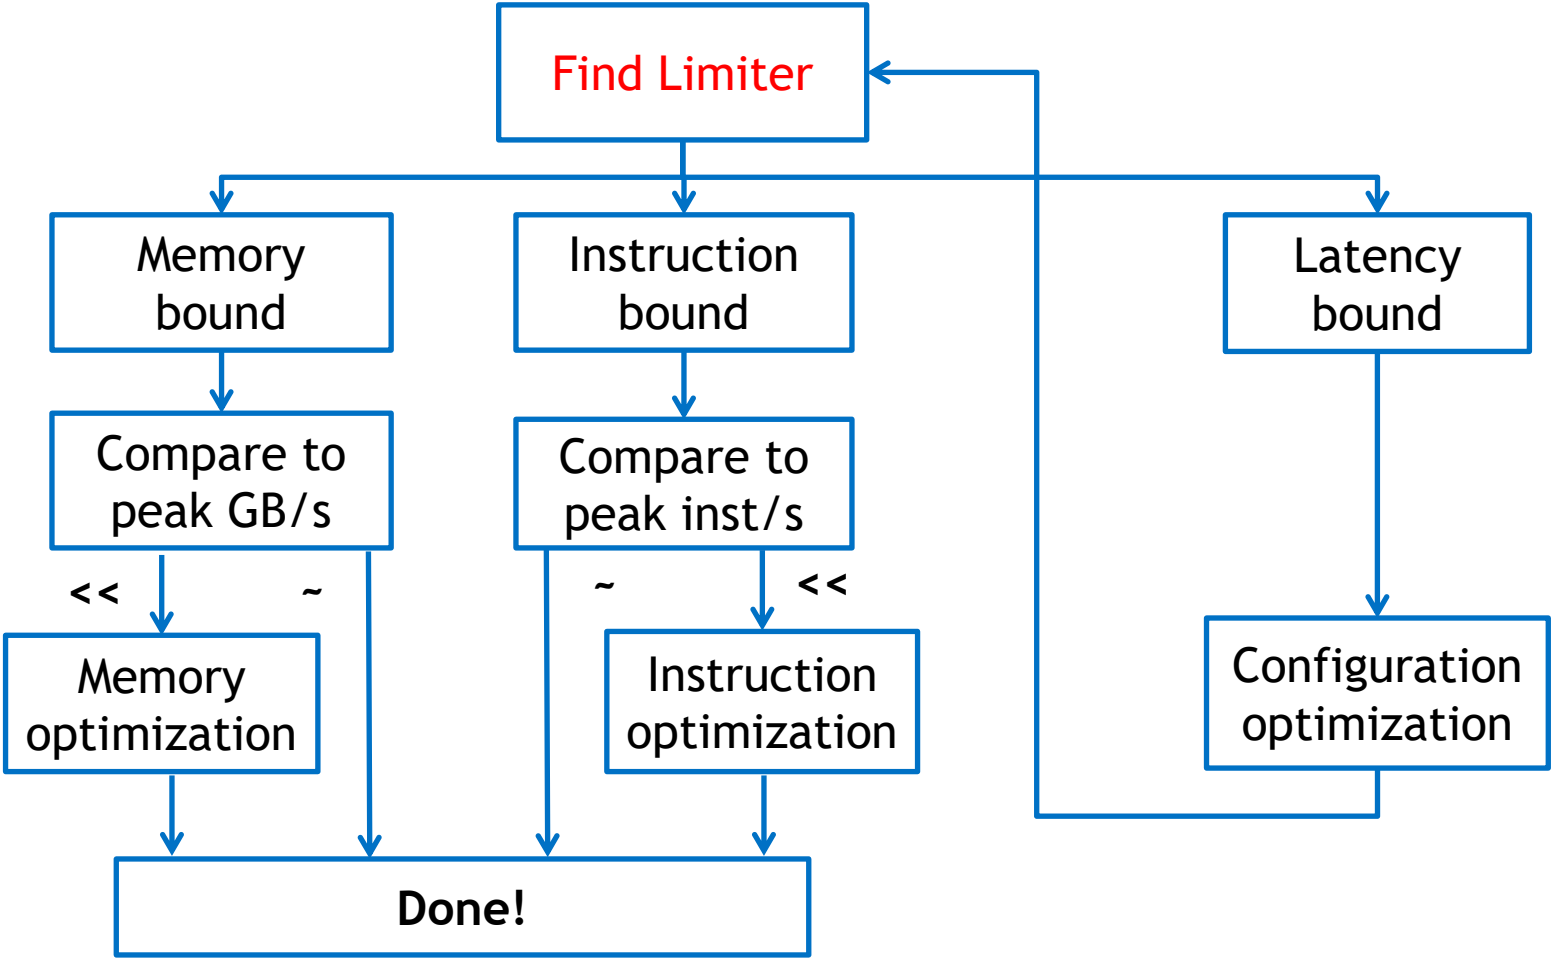 Find Limiter
Memory
bound
Instruction
bound
Latency
bound
Compare to
peak GB/s
Compare to
peak inst/s
<<
~
~
<<
Memory
optimization
Instruction
optimization
Configuration
optimization
Done!